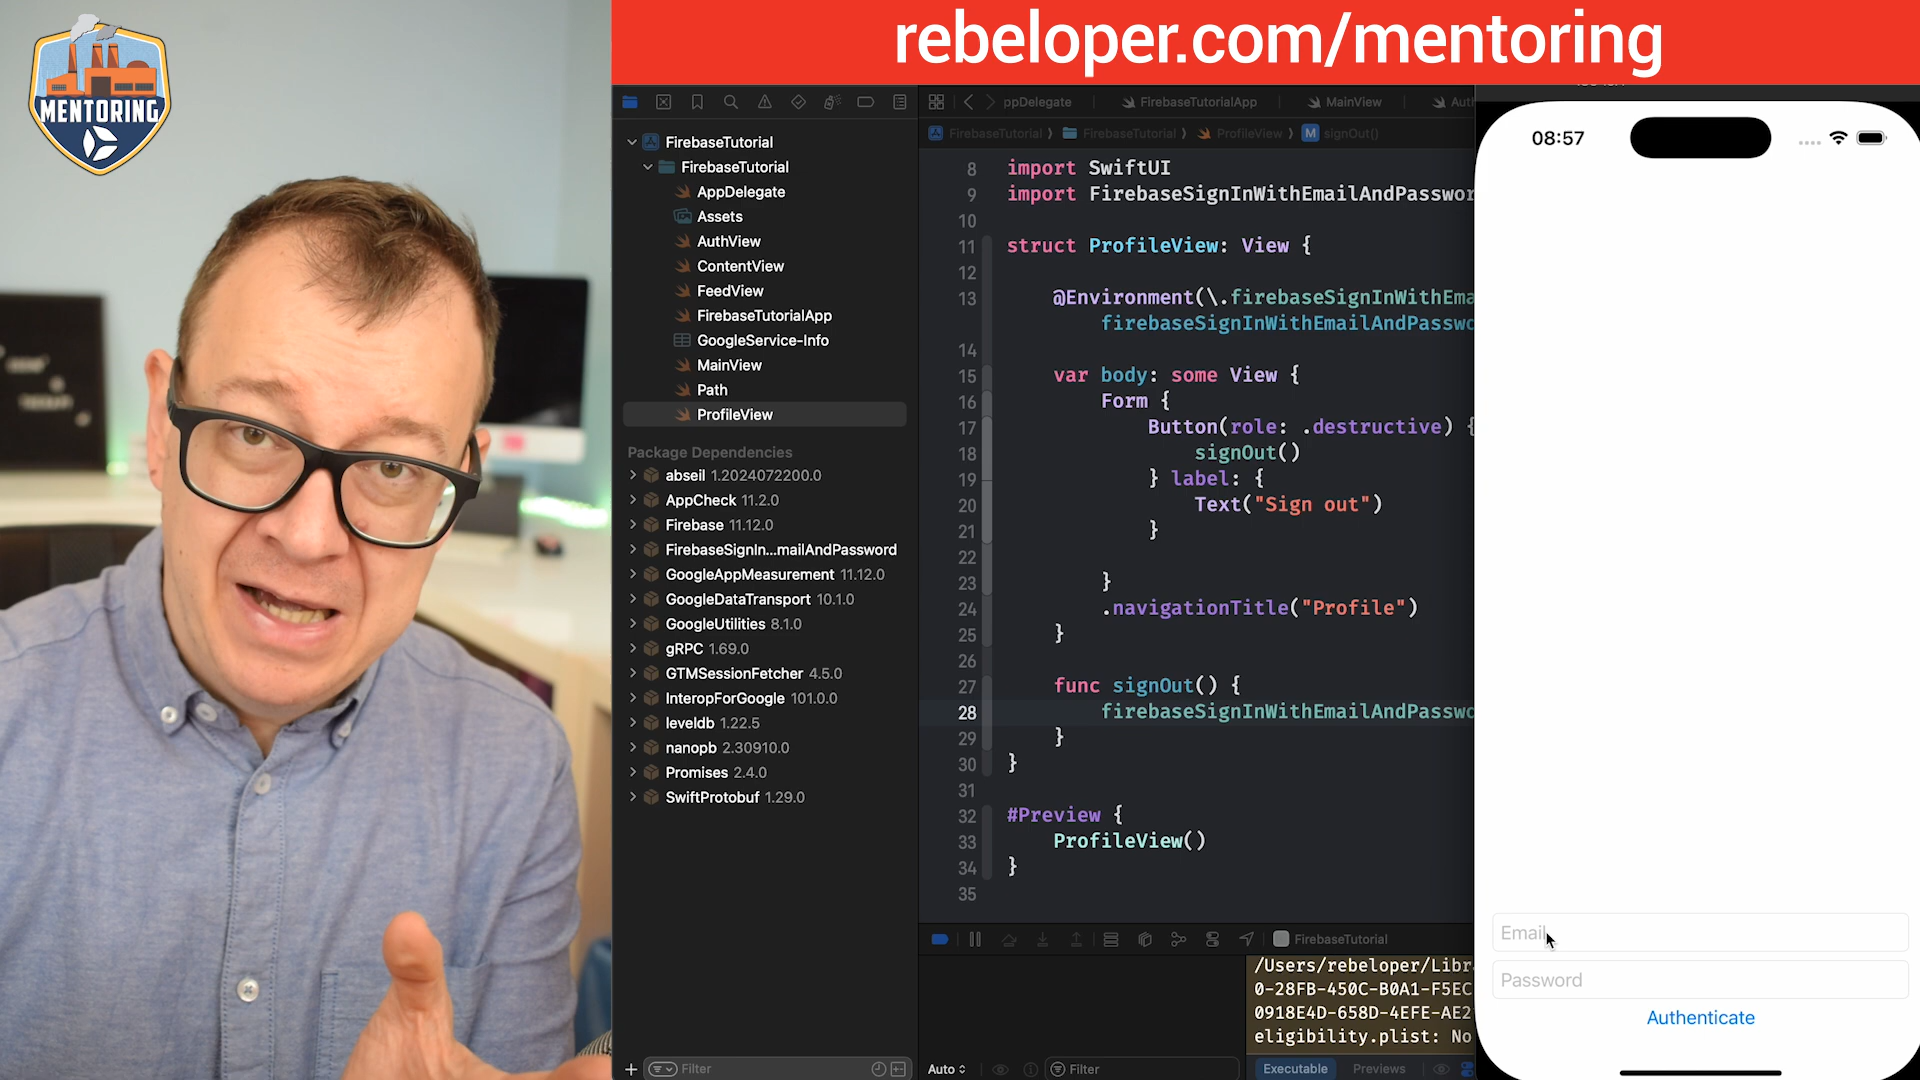 rebeloper.com/mentoring
MENTORING
FirebaseTutorial
FirebaseTutorial
AppDelegate
Assets
AuthView
ContentView
FeedView
FirebaseTutorialApp
GoogleService-Info
MainView
Path
ProfileView
Package Dependencies
abseil 1.2024072200.0
AppCheck 11.2.0
Firebase 11.12.0
FirebaseSignIn...mailAndPassword
GoogleAppMeasurement 11.12.0
GoogleDataTransport 10.1.0
GoogleUtilities 8.1.0
gRPC 1.69.0
GTMSessionFetcher 4.5.0
InteropForGoogle 101.0.0
leveldb 1.22.5
nanopb 2.30910.0
Promises 2.4.0
SwiftProtobuf 1.29.0
Filter
ppDelegate FirebaseTutorialApp MainView Aut
FirebaseTutorial FirebaseTutorial ProfileView M signOut()
8 import SwiftUI
9 import FirebaseSignInWithEmailAndPasswor
10
11 struct ProfileView: View {
12
13 @Environment(\.firebaseSignInWithEma
firebaseSignInWithEmailAndPasswo
14
15 var body: some View {
16 Form {
17 Button(role: .destructive) {
18 signOut()
19 } label: {
20 Text("Sign out")
21 }
22
23 }
24 .navigationTitle("Profile")
25 }
26
27 func signOut() {
28 firebaseSignInWithEmailAndPasswo
29 }
30 }
31
32 #Preview {
33 ProfileView()
34 }
35
FirebaseTutorial
/Users/rebeloper/Libr
0-28FB-450C-B0A1-F5EC
0918E4D-658D-4EFE-AE2
eligibility.plist: No
Auto Filter Executable Previews
08:57
Email
Password
Authenticate